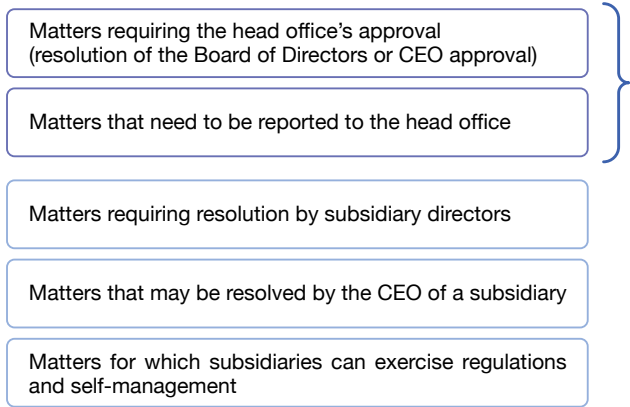 Matters requiring the head office’s approval
(resolution of the Board of Directors or CEO approval)
Matters that need to be reported to the head office
Matters requiring resolution by subsidiary directors
Matters that may be resolved by the CEO of a subsidiary
Matters for which subsidiaries can exercise regulations
and self-management